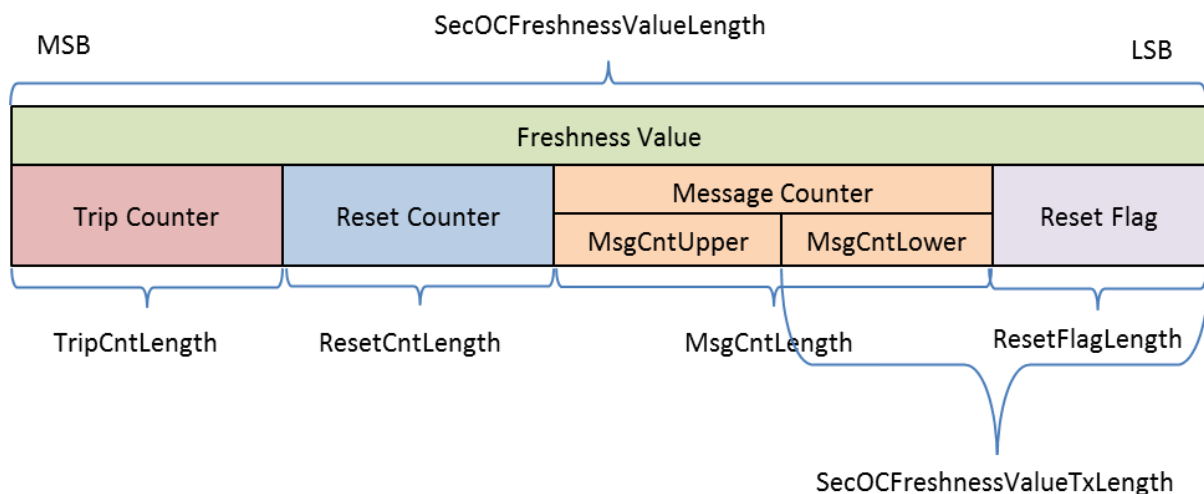 SecOCFreshnessValueLength
MSB
LSB
Freshness Value
Trip Counter
Reset Counter
Message Counter
Reset Flag
MsgCntUpper
MsgCntLower
TripCntLength
ResetCntLength
MsgCntLength
ResetFlagLength
SecOCFreshnessValueTxLength